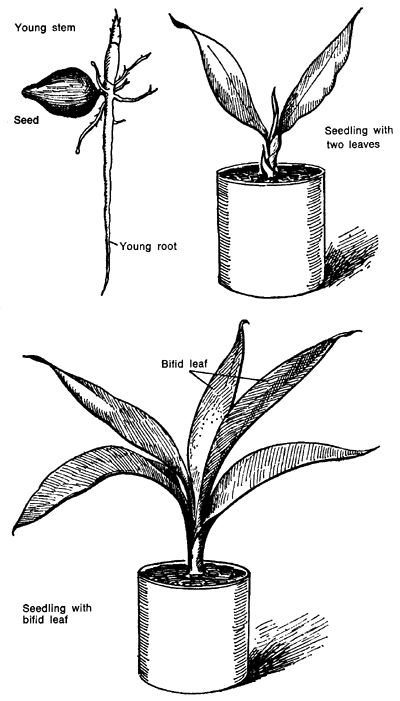 Young stem
Seed
Young root
Seedling with
two leaves
Bifid leaf
Seedling with
bifid leaf